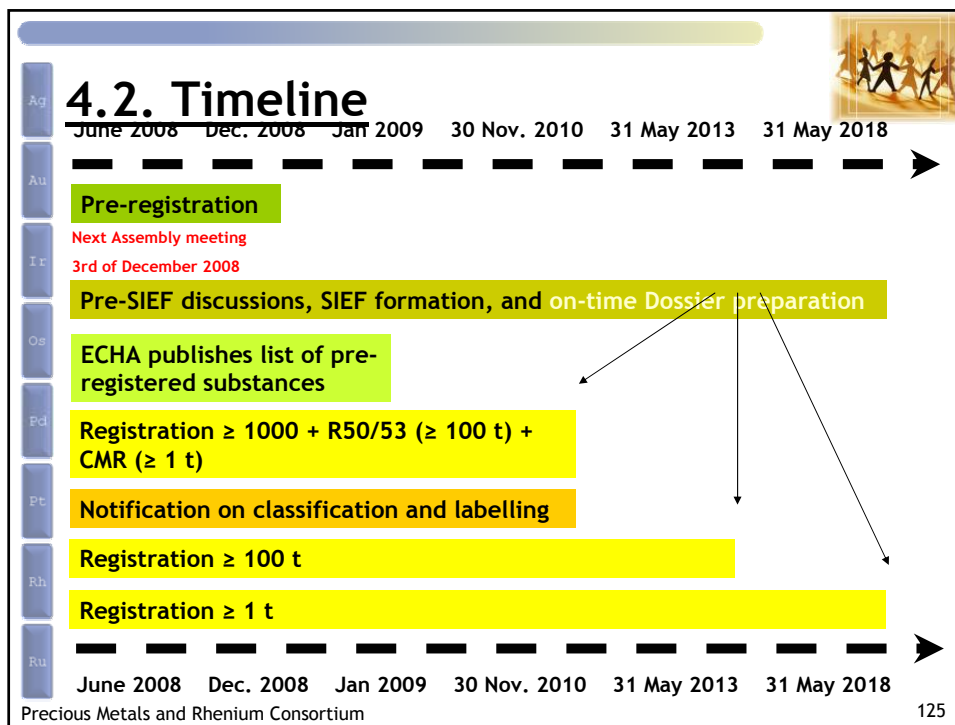 4.2. Timeline
June 2008 Dec. 2008 Jan 2009 30 Nov. 2010 31 May 2013 31 May 2018
Ag
Au
Ir
Os
Pd
Pt
Rh
Ru
Pre-registration
Next Assembly meeting
3rd of December 2008
Pre-SIEF discussions, SIEF formation, and on-time Dossier preparation
ECHA publishes list of pre-
registered substances
Registration ≥ 1000 + R50/53 (≥ 100 t) +
CMR (≥ 1 t)
Notification on classification and labelling
Registration ≥ 100 t
Registration ≥ 1 t
June 2008 Dec. 2008 Jan 2009 30 Nov. 2010 31 May 2013 31 May 2018
Precious Metals and Rhenium Consortium 125